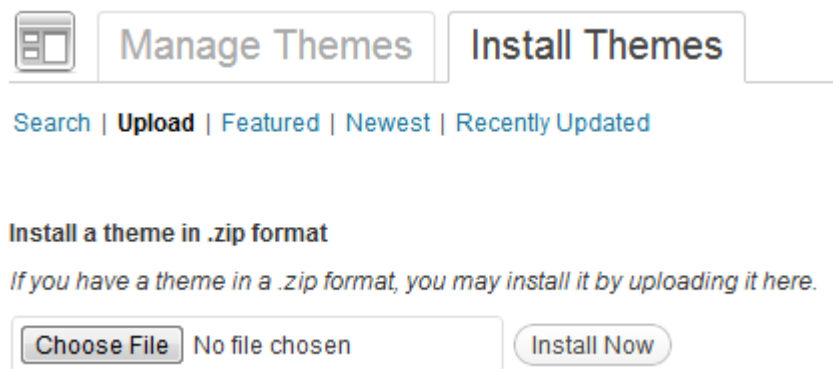 Manage Themes Install Themes
Search | Upload | Featured | Newest | Recently Updated
Install a theme in .zip format
If you have a theme in a .zip format, you may install it by uploading it here.
Choose File No file chosen Install Now